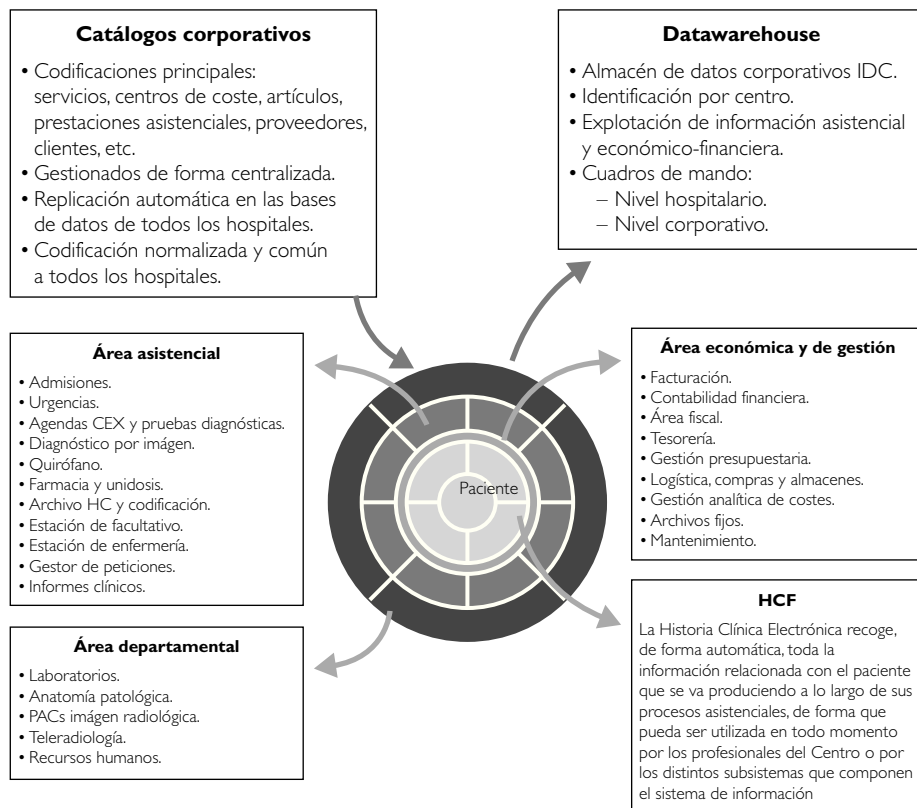 Catálogos corporativos
• Codificaciones principales:
servicios, centros de coste, artículos,
prestaciones asistenciales, proveedores,
clientes, etc.
• Gestionados de forma centralizada.
• Replicación automática en las bases
de datos de todos los hospitales.
• Codificación normalizada y común
a todos los hospitales.
Datawarehouse
• Almacén de datos corporativos IDC.
• Identificación por centro.
• Explotación de información asistencial
y económico-financiera.
• Cuadros de mando:
– Nivel hospitalario.
– Nivel corporativo.
Área asistencial
• Admisiones.
• Urgencias.
• Agendas CEX y pruebas diagnósticas.
• Diagnóstico por imágen.
• Quirófano.
• Farmacia y unidosis.
• Archivo HC y codificación.
• Estación de facultativo.
• Estación de enfermería.
• Gestor de peticiones.
• Informes clínicos.
Paciente
Área económica y de gestión
• Facturación.
• Contabilidad financiera.
• Área fiscal.
• Tesorería.
• Gestión presupuestaria.
• Logística, compras y almacenes.
• Gestión analítica de costes.
• Archivos fijos.
• Mantenimiento.
Área departamental
• Laboratorios.
• Anatomía patológica.
• PACs imágen radiológica.
• Teleradiología.
• Recursos humanos.
HCF
La Historia Clínica Electrónica recoge,
de forma automática, toda la
información relacionada con el paciente
que se va produciendo a lo largo de sus
procesos asistenciales, de forma que
pueda ser utilizada en todo momento
por los profesionales del Centro o por
los distintos subsistemas que componen
el sistema de información